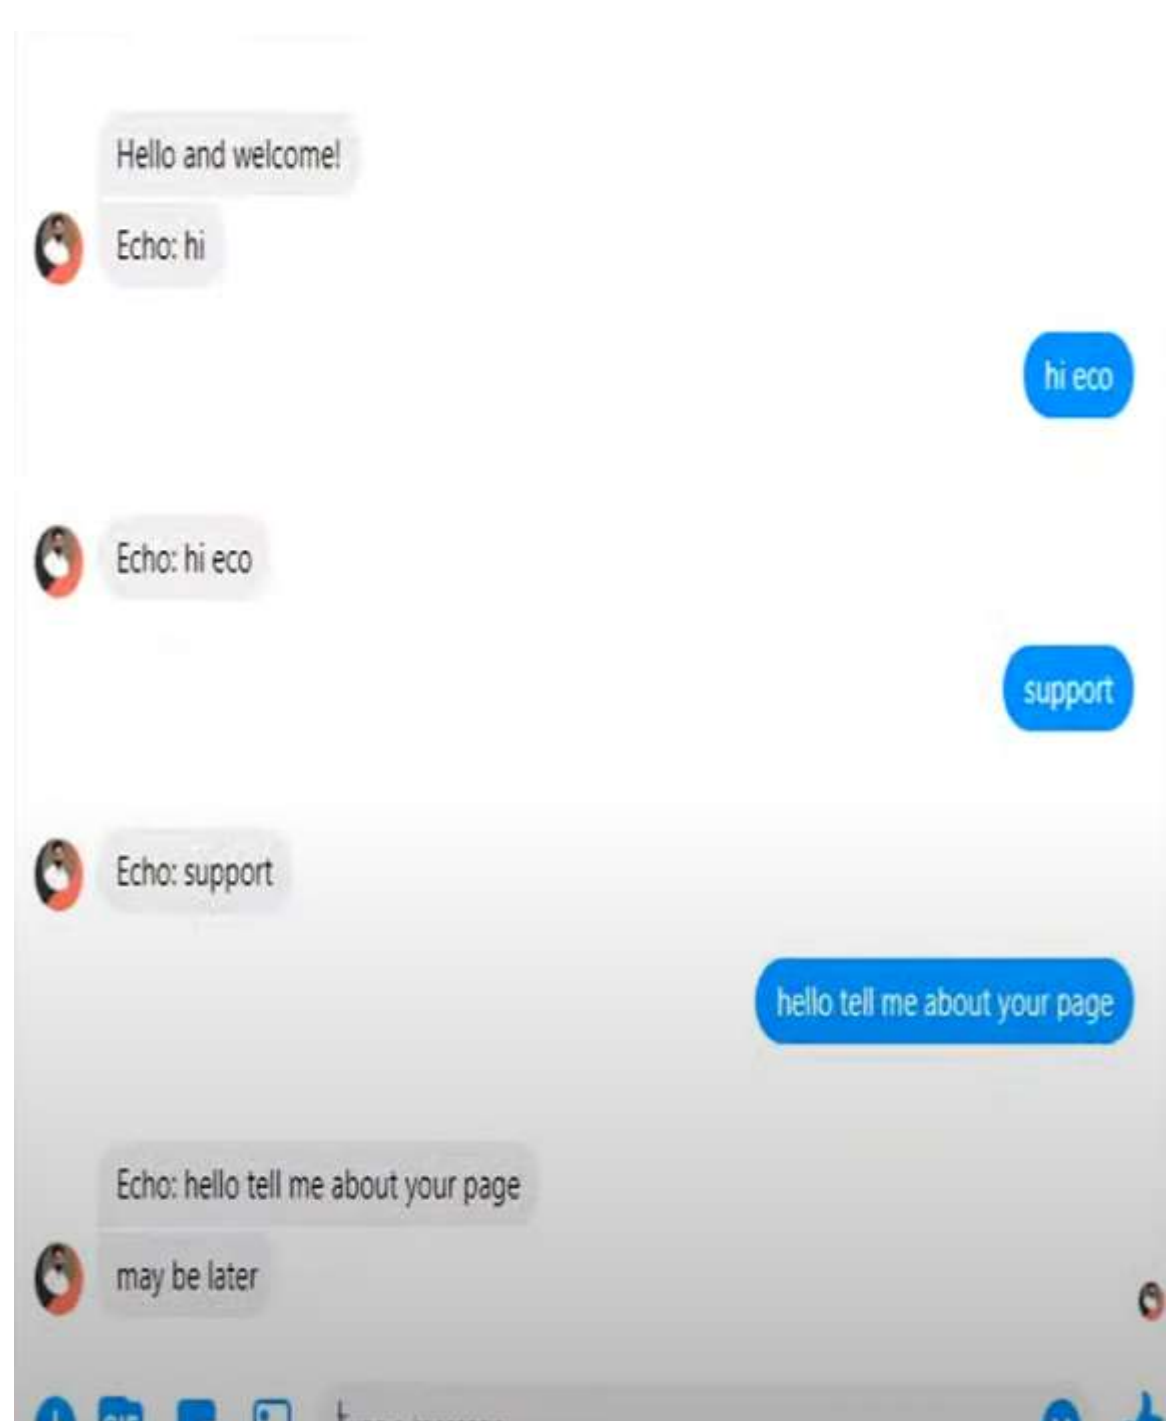 Hello and welcome!
Echo: hi
hi eco
Echo: hi eco
support
Echo: support
hello tell me about your page
Echo: hello tell me about your page
may be later